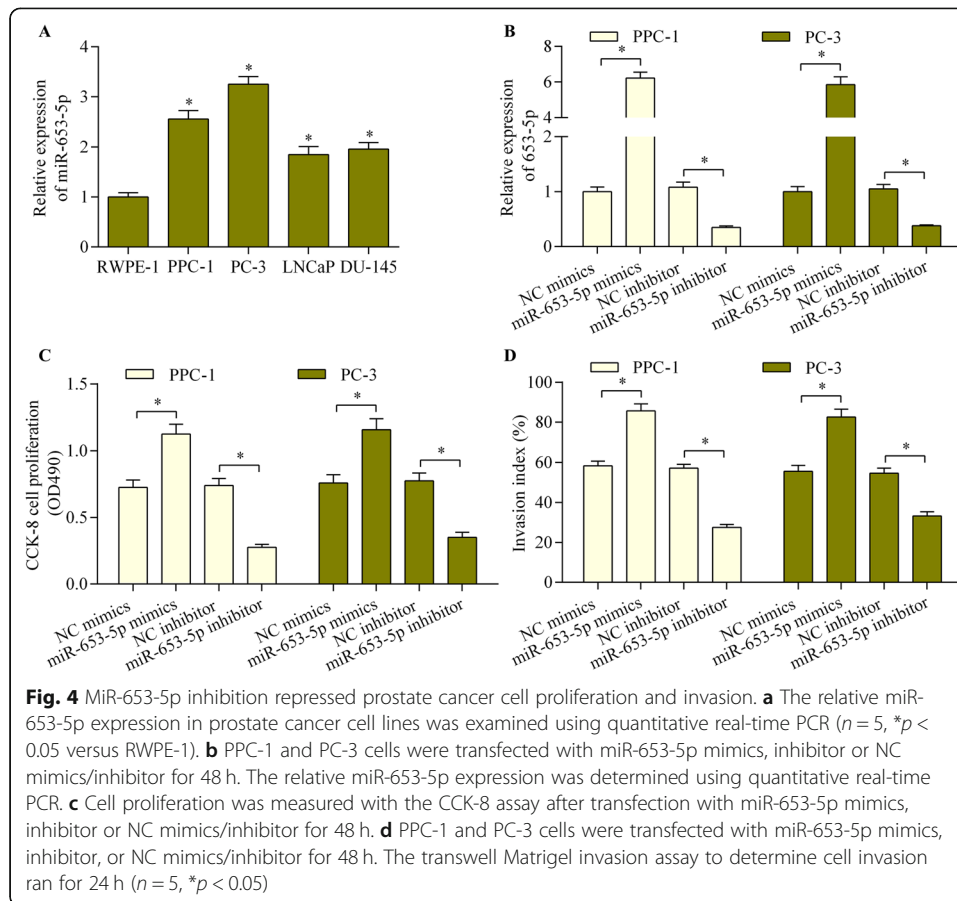 A
Relative expression
of miR-653-5p
4
3
2
1
0
*
*
*
*
RWPE-1
PPC-1
PC-3
LNCaP
DU-145
B
PPC-1
PC-3
Relative expression
of 653-5p
8
6
4
2
1
0
*
*
*
*
NC mimics
miR-653-5p mimics
NC inhibitor
miR-653-5p inhibitor
NC mimics
miR-653-5p mimics
NC inhibitor
miR-653-5p inhibitor
C
PPC-1
PC-3
CCK-8 cell proliferation
(OD490)
1.5
1.0
0.5
0.0
*
*
*
*
NC mimics
miR-653-5p mimics
NC inhibitor
miR-653-5p inhibitor
NC mimics
miR-653-5p mimics
NC inhibitor
miR-653-5p inhibitor
D
PPC-1
PC-3
Invasion index (%)
100
80
60
40
20
0
*
*
*
*
NC mimics
miR-653-5p mimics
NC inhibitor
miR-653-5p inhibitor
NC mimics
miR-653-5p mimics
NC inhibitor
miR-653-5p inhibitor
Fig. 4 MiR-653-5p inhibition repressed prostate cancer cell proliferation and invasion. a The relative miR-
653-5p expression in prostate cancer cell lines was examined using quantitative real-time PCR (n = 5, *p <
0.05 versus RWPE-1). b PPC-1 and PC-3 cells were transfected with miR-653-5p mimics, inhibitor or NC
mimics/inhibitor for 48 h. The relative miR-653-5p expression was determined using quantitative real-time
PCR. c Cell proliferation was measured with the CCK-8 assay after transfection with miR-653-5p mimics,
inhibitor or NC mimics/inhibitor for 48 h. d PPC-1 and PC-3 cells were transfected with miR-653-5p mimics,
inhibitor, or NC mimics/inhibitor for 48 h. The transwell Matrigel invasion assay to determine cell invasion
ran for 24 h (n = 5, *p < 0.05)